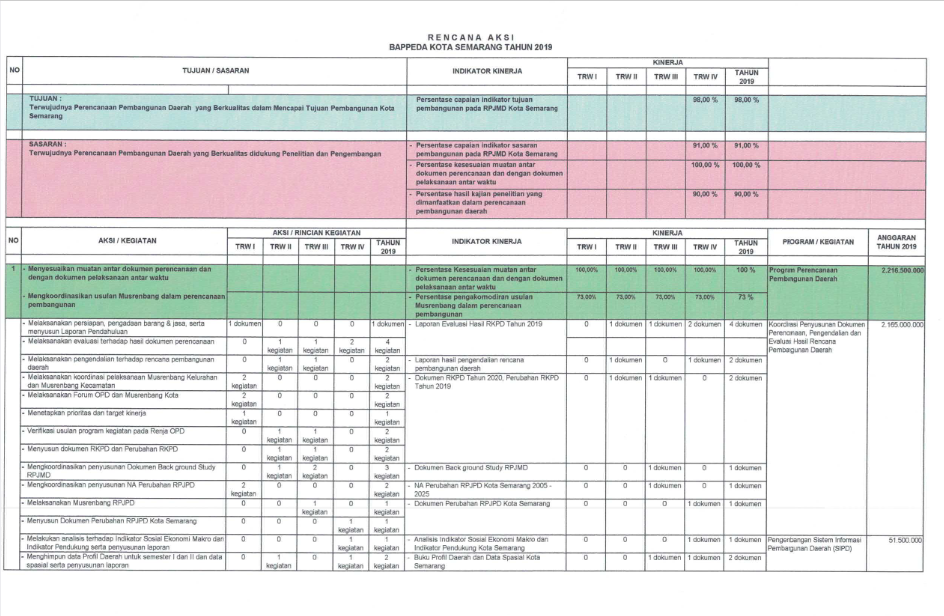 RENCANA AKSI
BAPPEDA KOTA SEMARANG TAHUN 2019
NO TUJUAN / SASARAN INDIKATOR KINERJA KINERJA
TRW I TRW II TRW III TRW IV TAHUN 2019
TUJUAN :
Terwujudnya Perencanaan Pembangunan Daerah yang Berkualitas dalam Mencapai Tujuan Pembangunan Kota
Semarang
- Persentase capaian indikator tujuan
pembangunan pada RPJMD Kota Semarang
98,00 % 98,00 %
SASARAN :
Terwujudnya Perencanaan Pembangunan Daerah yang Berkualitas didukung Penelitian dan Pengembangan
- Persentase capaian indikator sasaran
pembangunan pada RPJMD Kota Semarang
91,00 % 91,00 %
- Persentase kesesuaian muatan antar
dokumen perencanaan dan dengan dokumen
pelaksanaan antar waktu
100,00 % 100,00 %
- Persentase hasil kajian penelitian yang
dimanfaatkan dalam perencanaan
pembangunan daerah
90,00 % 90,00 %
NO AKSI / KEGIATAN AKSI / RINCIAN KEGIATAN INDIKATOR KINERJA KINERJA PROGRAM / KEGIATAN ANGGARAN TAHUN 2019
TRW I TRW II TRW III TRW IV TAHUN 2019 TRW I TRW II TRW III TRW IV TAHUN 2019
1 - Menyesuaikan muatan antar dokumen perencanaan dan
dengan dokumen pelaksanaan antar waktu
- Persentase Kesesuaian muatan antar
dokumen perencanaan dan dengan dokumen
pelaksanaan antar waktu
100,00% 100,00% 100,00% 100,00% 100 %
Program Perencanaan
Pembangunan Daerah
2.216.500.000
- Mengkoordinasikan usulan Musrenbang dalam perencanaan
pembangunan
- Persentase pengakomodiran usulan
Musrenbang dalam perencanaan
pembangunan
73,00% 73,00% 73,00% 73,00% 73 %
- Melaksanakan persiapan, pengadaan barang & jasa, serta
menyusun Laporan Pendahuluan
1 dokumen 0 0 0 1 dokumen
- Laporan Evaluasi Hasil RKPD Tahun 2019
0 1 dokumen 1 dokumen 2 dokumen 4 dokumen
Koordinasi Penyusunan Dokumen
Perencanaan, Pengendalian dan
Evaluasi Hasil Rencana
Pembangunan Daerah
2.165.000.000
- Melaksanakan evaluasi terhadap hasil dokumen perencanaan
0 1 kegiatan 1 kegiatan 2 kegiatan 4 kegiatan
- Melaksanakan pengendalian terhadap rencana pembangunan
daerah
0 1 kegiatan 1 kegiatan 0 2 kegiatan
- Laporan hasil pengendalian rencana
pembangunan daerah
0 1 dokumen 0 1 dokumen 2 dokumen
- Melaksanakan koordinasi pelaksanaan Musrenbang Kelurahan
dan Musrenbang Kecamatan
2 kegiatan 0 0 0 2 kegiatan
- Dokumen RKPD Tahun 2020, Perubahan RKPD
Tahun 2019
0 1 dokumen 1 dokumen 0 2 dokumen
- Melaksanakan Forum OPD dan Musrenbang Kota
2 kegiatan 0 0 0 2 kegiatan
- Menetapkan prioritas dan target kinerja
1 kegiatan 0 0 0 1 kegiatan
- Verifikasi usulan program kegiatan pada Renja OPD
0 1 kegiatan 1 kegiatan 0 2 kegiatan
- Menyusun dokumen RKPD dan Perubahan RKPD
0 1 kegiatan 1 kegiatan 0 2 kegiatan
- Mengkoordinasikan penyusunan Dokumen Back ground Study
RPJMD
0 1 kegiatan 2 kegiatan 0 3 kegiatan
- Dokumen Back ground Study RPJMD
0 0 1 dokumen 0 1 dokumen
- Mengkoordinasikan penyusunan NA Perubahan RPJPD
2 kegiatan 0 0 0 2 kegiatan
- NA Perubahan RPJPD Kota Semarang 2005 -
2025
0 0 1 dokumen 0 1 dokumen
- Melaksanakan Musrenbang RPJPD
0 0 1 kegiatan 0 1 kegiatan
- Dokumen Perubahan RPJPD Kota Semarang
0 0 0 1 dokumen 1 dokumen
- Menyusun Dokumen Perubahan RPJPD Kota Semarang
0 0 0 1 kegiatan 1 kegiatan
- Melakukan analisis terhadap Indikator Sosial Ekonomi Makro dan
Indikator Pendukung serta penyusunan laporan
0 0 0 1 kegiatan 1 kegiatan
- Analisis Indikator Sosial Ekonomi Makro dan
Indikator Pendukung Kota Semarang
0 0 0 1 dokumen 1 dokumen
Pengembangan Sistem Informasi
Pembangunan Daerah (SIPD)
51.500.000
- Menghimpun data Profil Daerah untuk semester I dan II dan data
spasial serta penyusunan laporan
0 1 kegiatan 0 1 kegiatan 2 kegiatan
- Buku Profil Daerah dan Data Spasial Kota
Semarang
0 0 1 dokumen 1 dokumen 2 dokumen